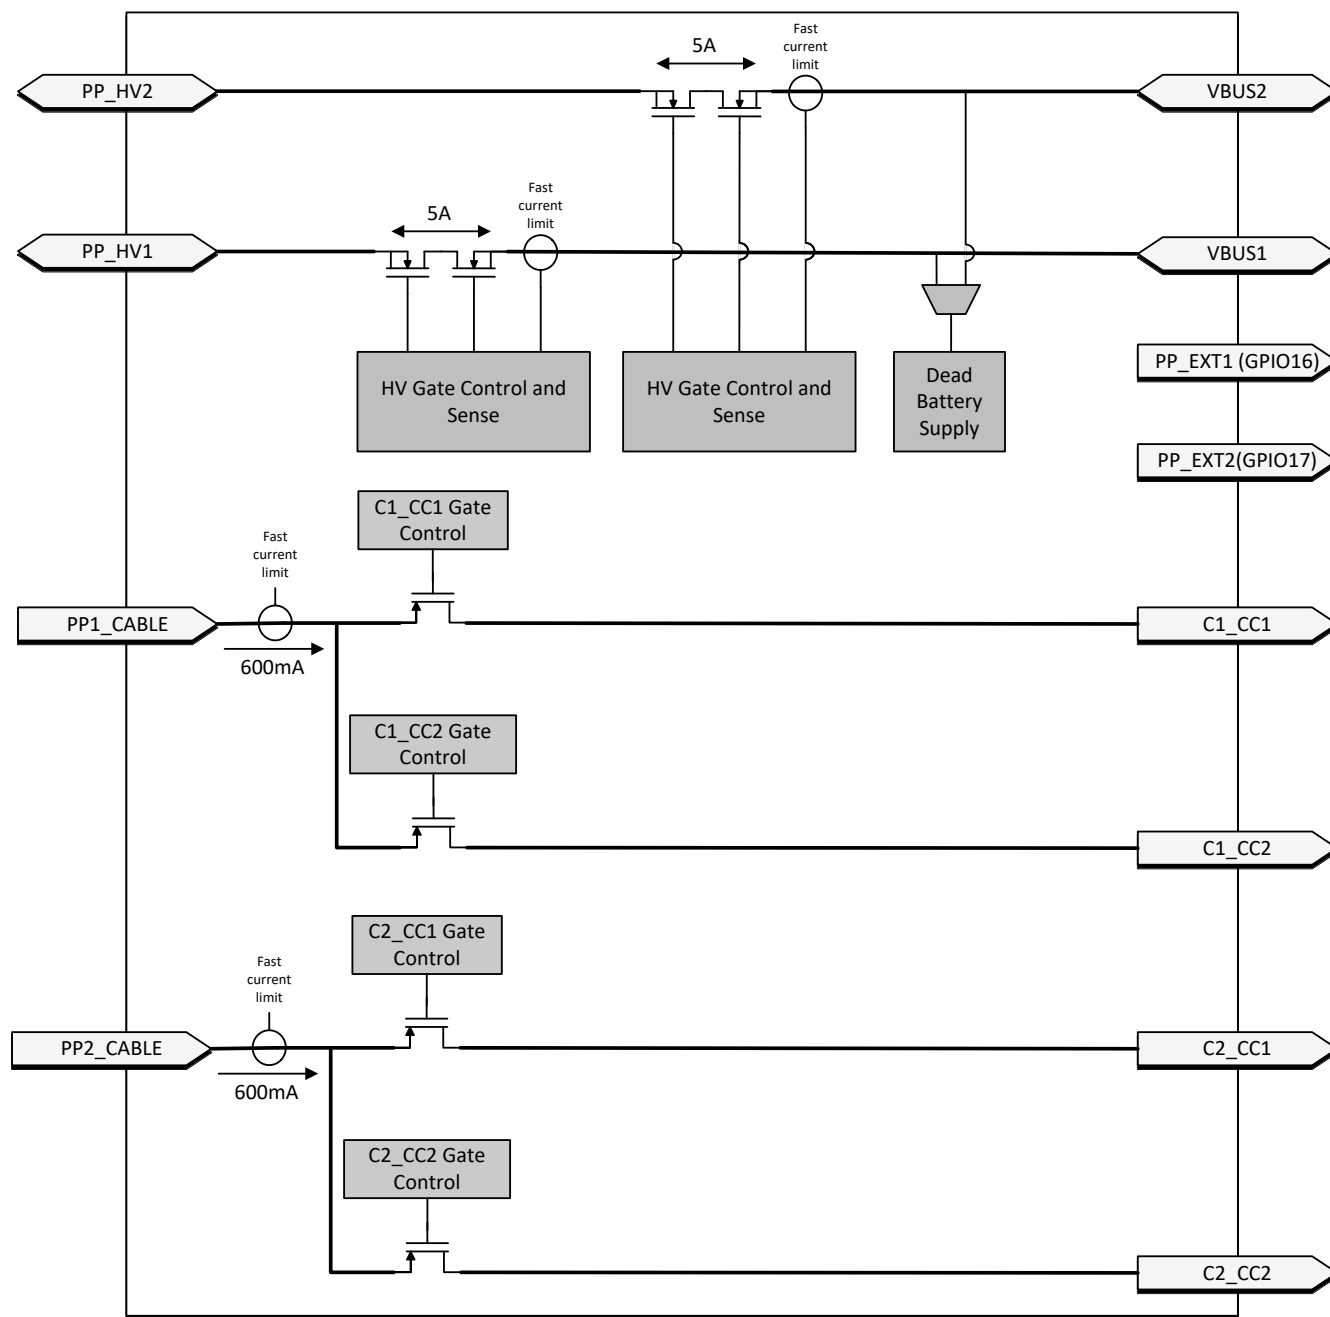 Fast
current
limit
5A
PP_HV2
VBUS2
Fast
current
limit
5A
PP_HV1
VBUS1
HV Gate Control and
Sense
HV Gate Control and
Sense
Dead
Battery
Supply
PP_EXT1 (GPIO16)
PP_EXT2(GPIO17)
C1_CC1 Gate
Control
Fast
current
limit
PP1_CABLE
600mA
C1_CC1
C1_CC2 Gate
Control
C1_CC2
C2_CC1 Gate
Control
Fast
current
limit
PP2_CABLE
600mA
C2_CC1
C2_CC2 Gate
Control
C2_CC2